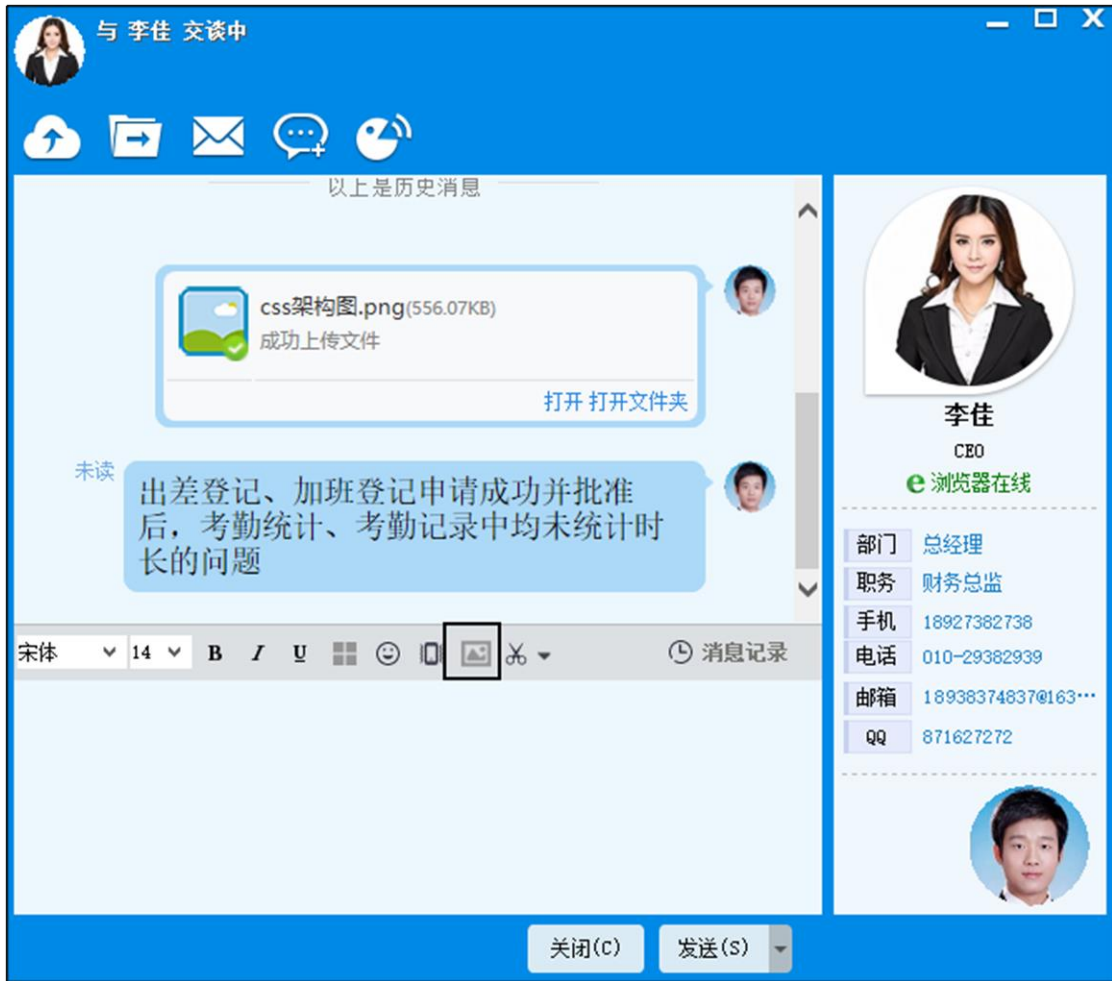 与 李佳 交谈中
以上是历史消息
css架构图.png(556.07KB)
成功上传文件
打开 打开文件夹
未读
出差登记、加班登记申请成功并批准
后，考勤统计、考勤记录中均未统计时
长的问题
宋体 14 B I U 消息记录
关闭(C) 发送(S)
李佳
CEO
浏览器在线
部门 总经理
职务 财务总监
手机 18927382738
电话 010-29382939
邮箱 18938374837@163…
QQ 871627272